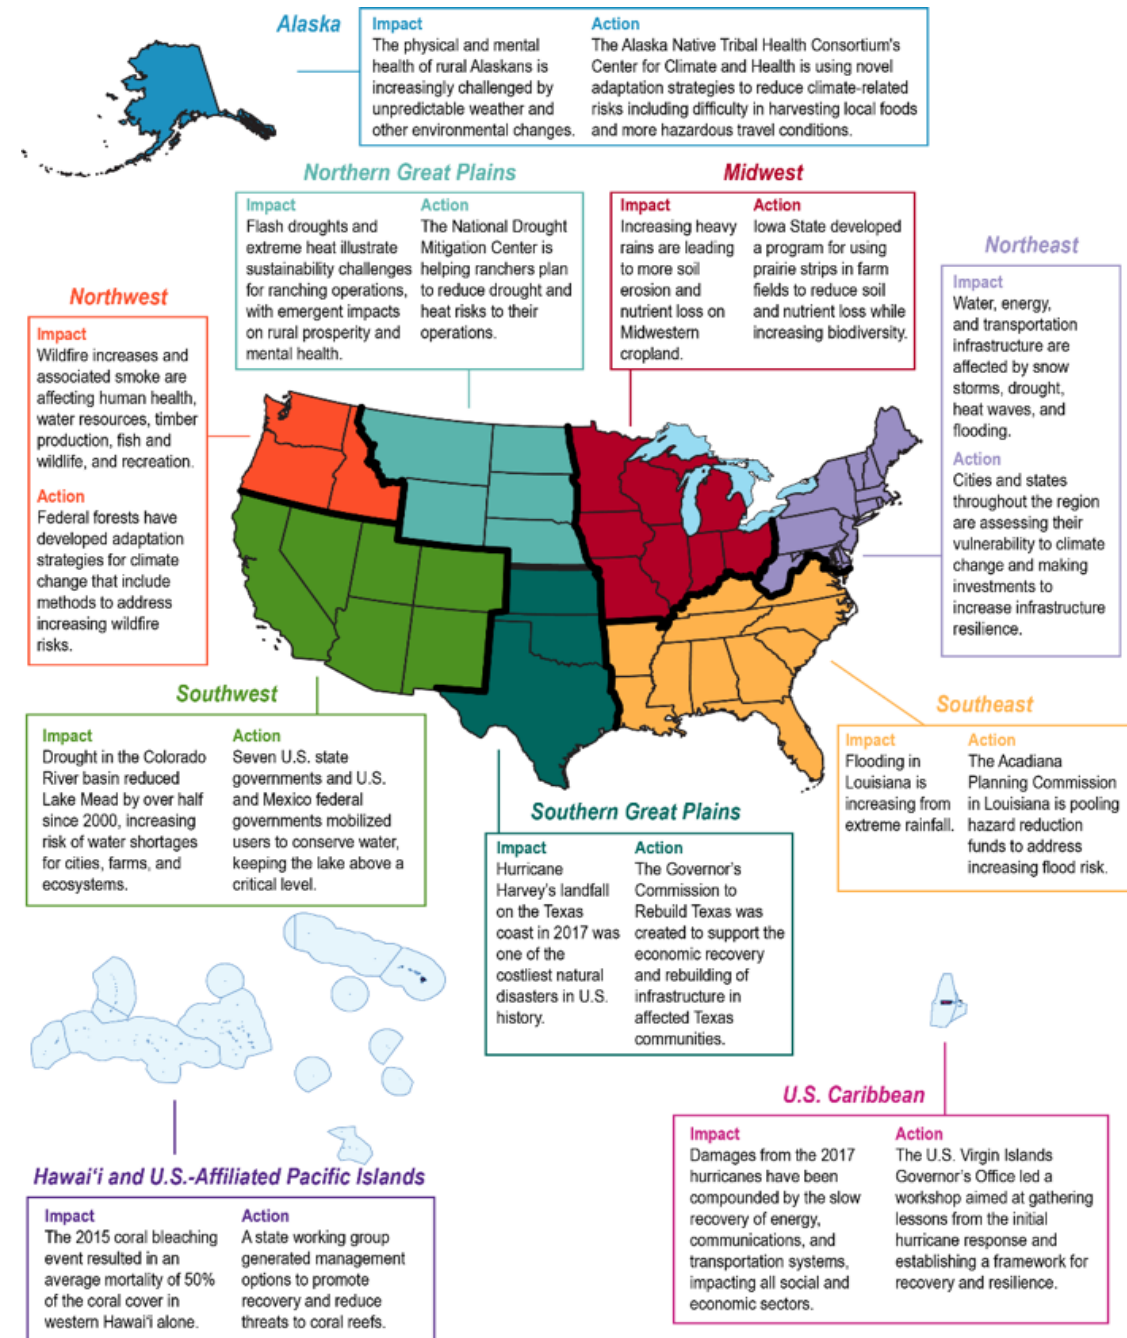 Alaska
Impact
The physical and mental
health of rural Alaskans is
increasingly challenged by
unpredictable weather and
other environmental changes.
Action
The Alaska Native Tribal Health Consortium's
Center for Climate and Health is using novel
adaptation strategies to reduce climate-related
risks including difficulty in harvesting local foods
and more hazardous travel conditions.
Northern Great Plains
Impact
Flash droughts and
extreme heat illustrate
sustainability challenges
for ranching operations,
with emergent impacts
on rural prosperity and
mental health.
Action
The National Drought
Mitigation Center is
helping ranchers plan
to reduce drought and
heat risks to their
operations.
Midwest
Impact
Increasing heavy
rains are leading
to more soil
erosion and
nutrient loss on
Midwestern
cropland.
Action
Iowa State developed
a program for using
prairie strips in farm
fields to reduce soil
and nutrient loss while
increasing biodiversity.
Northeast
Impact
Water, energy,
and transportation
infrastructure are
affected by snow
storms, drought,
heat waves, and
flooding.
Action
Cities and states
throughout the region
are assessing their
vulnerability to climate
change and making
investments to
increase infrastructure
resilience.
Northwest
Impact
Wildfire increases and
associated smoke are
affecting human health,
water resources, timber
production, fish and
wildlife, and recreation.
Action
Federal forests have
developed adaptation
strategies for climate
change that include
methods to address
increasing wildfire
risks.
Southwest
Impact
Drought in the Colorado
River basin reduced
Lake Mead by over half
since 2000, increasing
risk of water shortages
for cities, farms, and
ecosystems.
Action
Seven U.S. state
governments and U.S.
and Mexico federal
governments mobilized
users to conserve water,
keeping the lake above a
critical level.
Southeast
Impact
Flooding in
Louisiana is
increasing from
extreme rainfall.
Action
The Acadiana
Planning Commission
in Louisiana is pooling
hazard reduction
funds to address
increasing flood risk.
Southern Great Plains
Impact
Hurricane
Harvey's landfall
on the Texas
coast in 2017 was
one of the
costliest natural
disasters in U.S.
history.
Action
The Governor's
Commission to
Rebuild Texas was
created to support the
economic recovery
and rebuilding of
infrastructure in
affected Texas
communities.
U.S. Caribbean
Impact
Damages from the 2017
hurricanes have been
compounded by the slow
recovery of energy,
communications, and
transportation systems,
impacting all social and
economic sectors.
Action
The U.S. Virgin Islands
Governor's Office led a
workshop aimed at gathering
lessons from the initial
hurricane response and
establishing a framework for
recovery and resilience.
Hawaiʻi and U.S.-Affiliated Pacific Islands
Impact
The 2015 coral bleaching
event resulted in an
average mortality of 50%
of the coral cover in
western Hawaiʻi alone.
Action
A state working group
generated management
options to promote
recovery and reduce
threats to coral reefs.